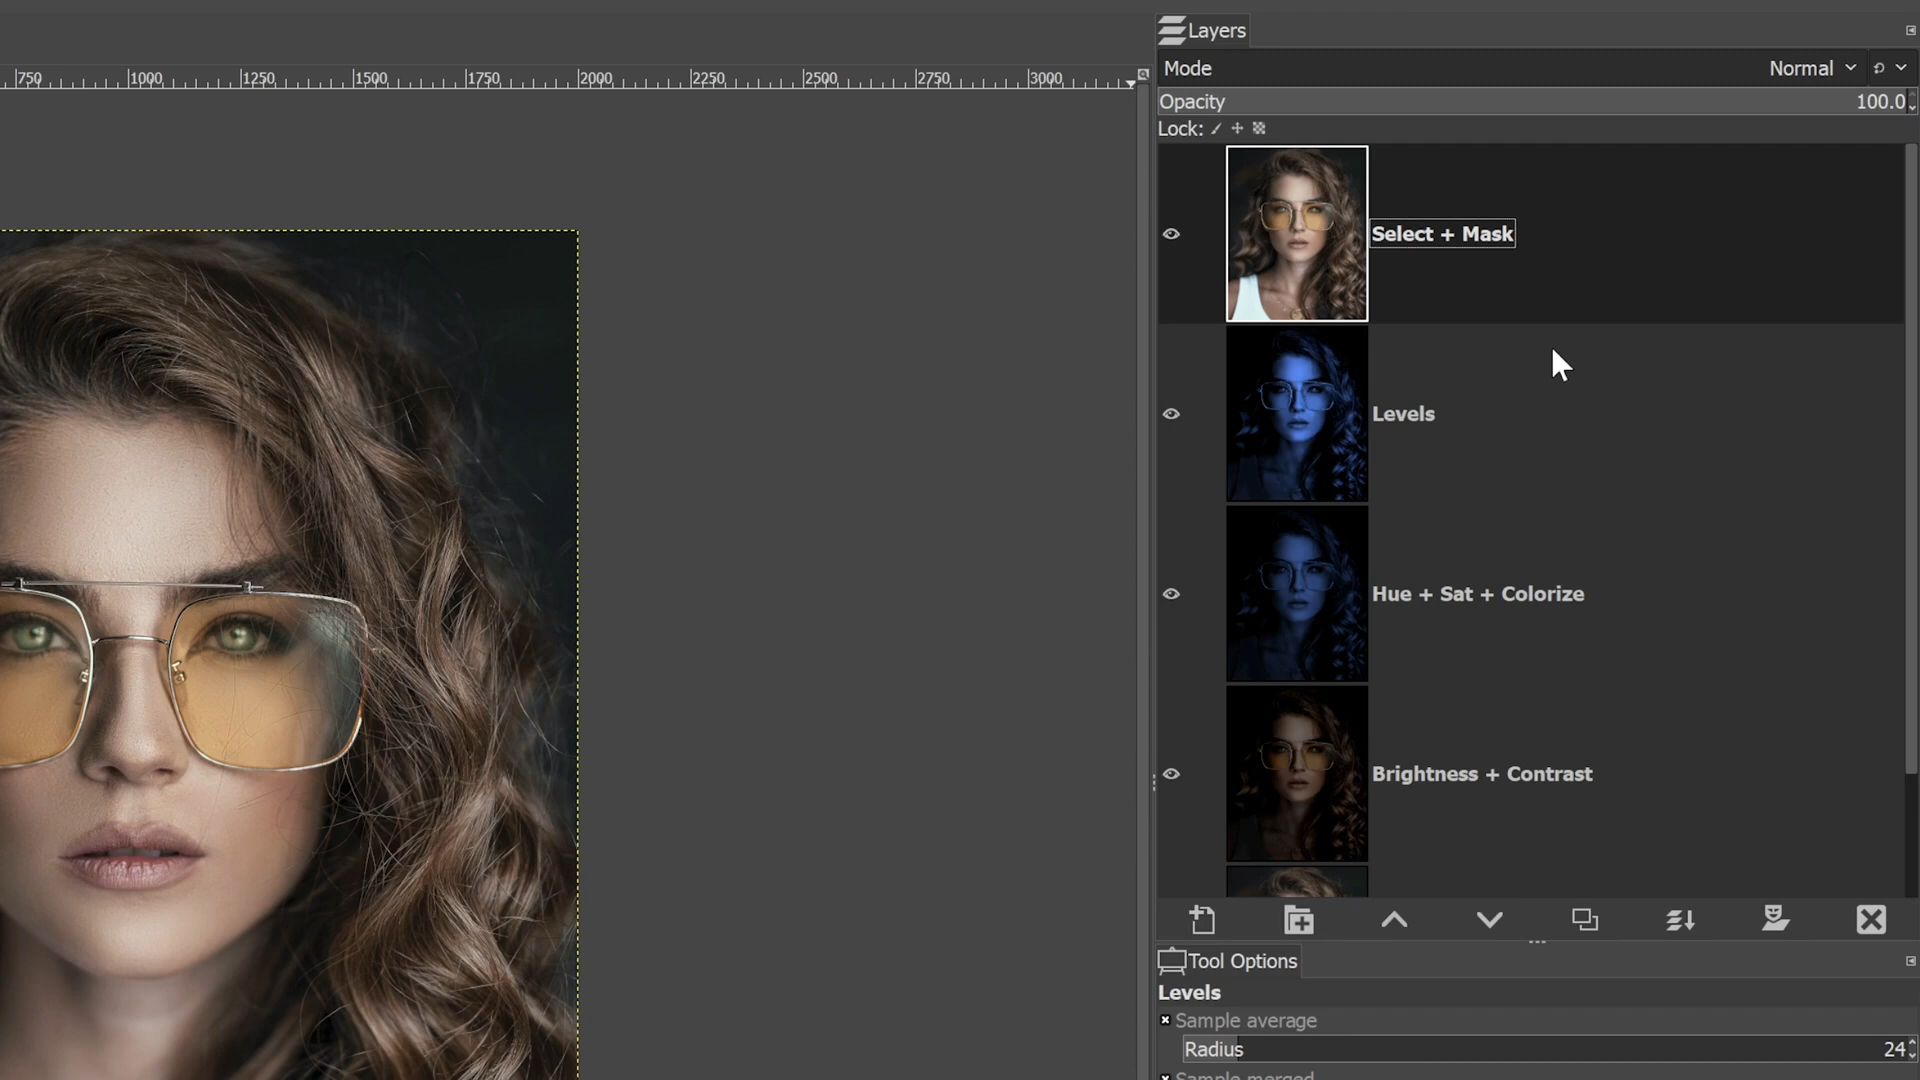 Layers
750 1000 1250 1500 1750 2000 2250 2500 2750 3000
Mode Normal
Opacity 100.0
Lock:
Select + Mask
Levels
Hue + Sat + Colorize
Brightness + Contrast
Tool Options
Levels
Sample average
Radius 24
Sample merged